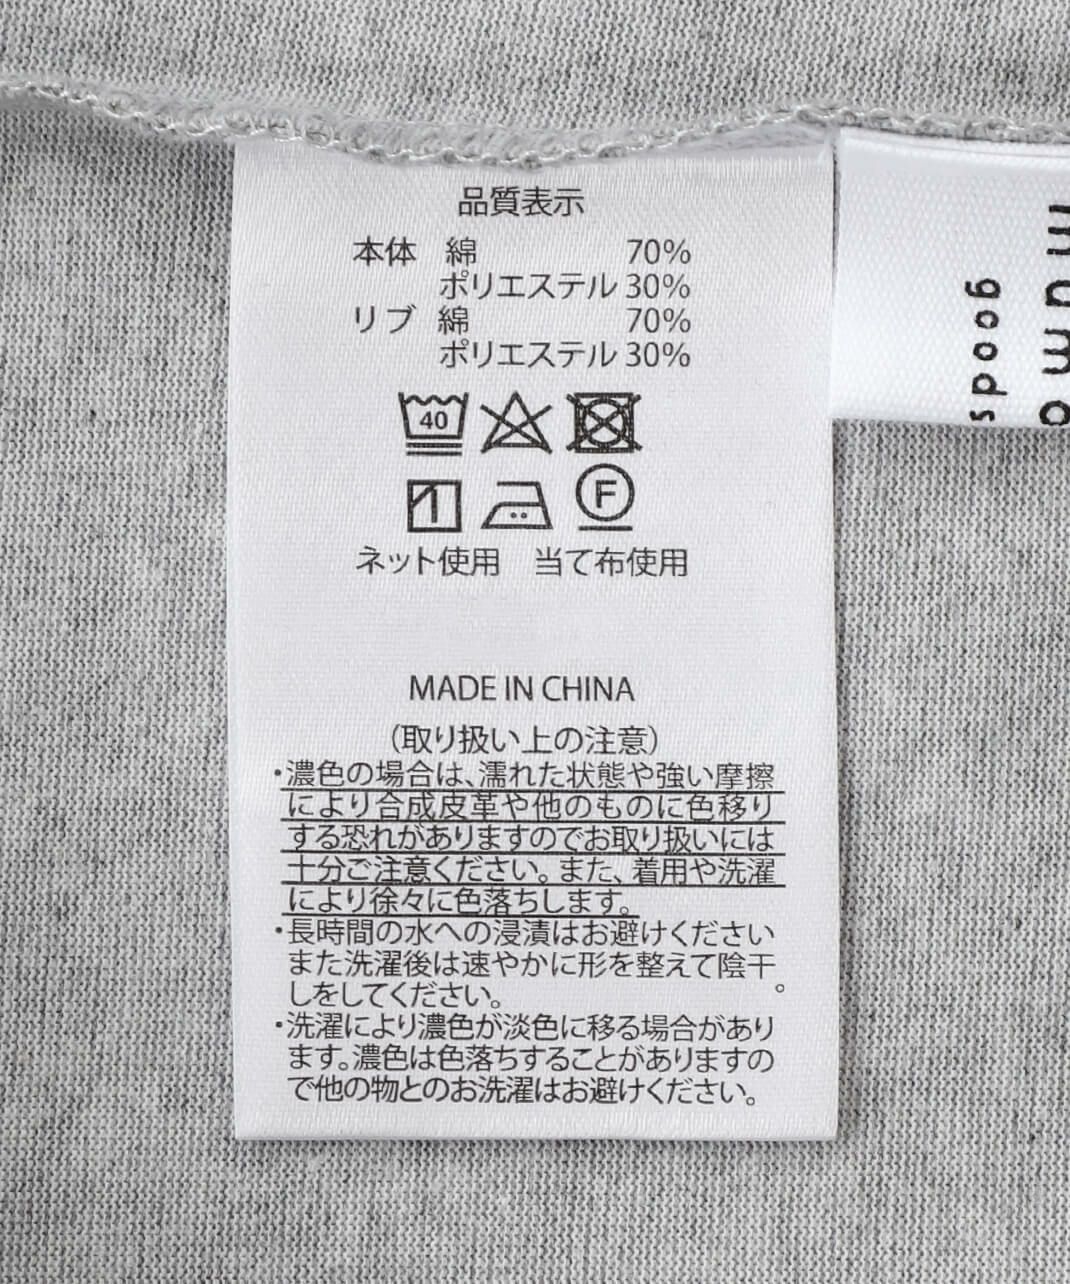 品質表示
本体 綿 70%
ポリエステル 30%
リブ 綿 70%
ポリエステル 30%
40
F
ネット使用 当て布使用
MADE IN CHINA
(取り扱い上の注意)
・濃色の場合は、濡れた状態や強い摩擦
により合成皮革や他のものに色移り
する恐れがありますのでお取り扱いには
十分ご注意ください。また、着用や洗濯
により徐々に色落ちします。
・長時間の水への浸漬はお避けください
また洗濯後は速やかに形を整えて陰干
しをしてください。
・洗濯により濃色が淡色に移る場合があり
ます。濃色は色落ちすることがありますの
で他の物とのお洗濯はお避けください。
goods